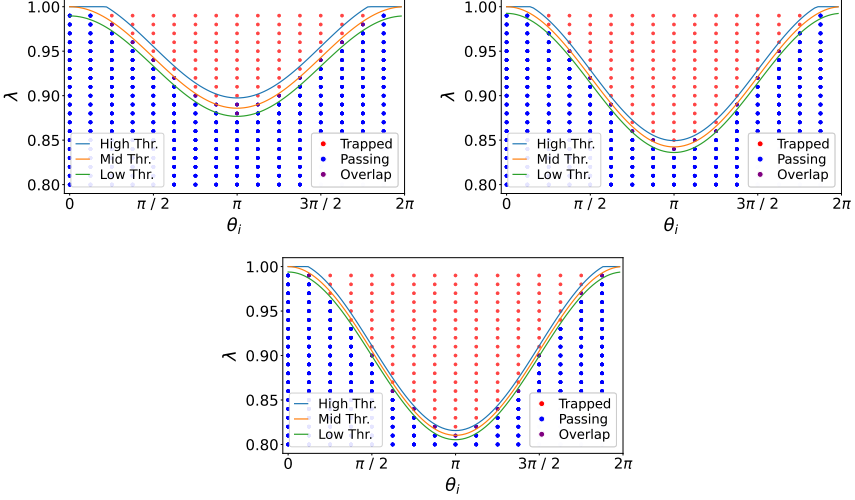 1.00
0.95
0.90
0.85
0.80
λ
High Thr.
Mid Thr.
Low Thr.
Trapped
Passing
Overlap
0
π / 2
π
3π / 2
2π
θi
1.00
0.95
0.90
0.85
0.80
λ
High Thr.
Mid Thr.
Low Thr.
Trapped
Passing
Overlap
0
π / 2
π
3π / 2
2π
θi
1.00
0.95
0.90
0.85
0.80
λ
High Thr.
Mid Thr.
Low Thr.
Trapped
Passing
Overlap
0
π / 2
π
3π / 2
2π
θi